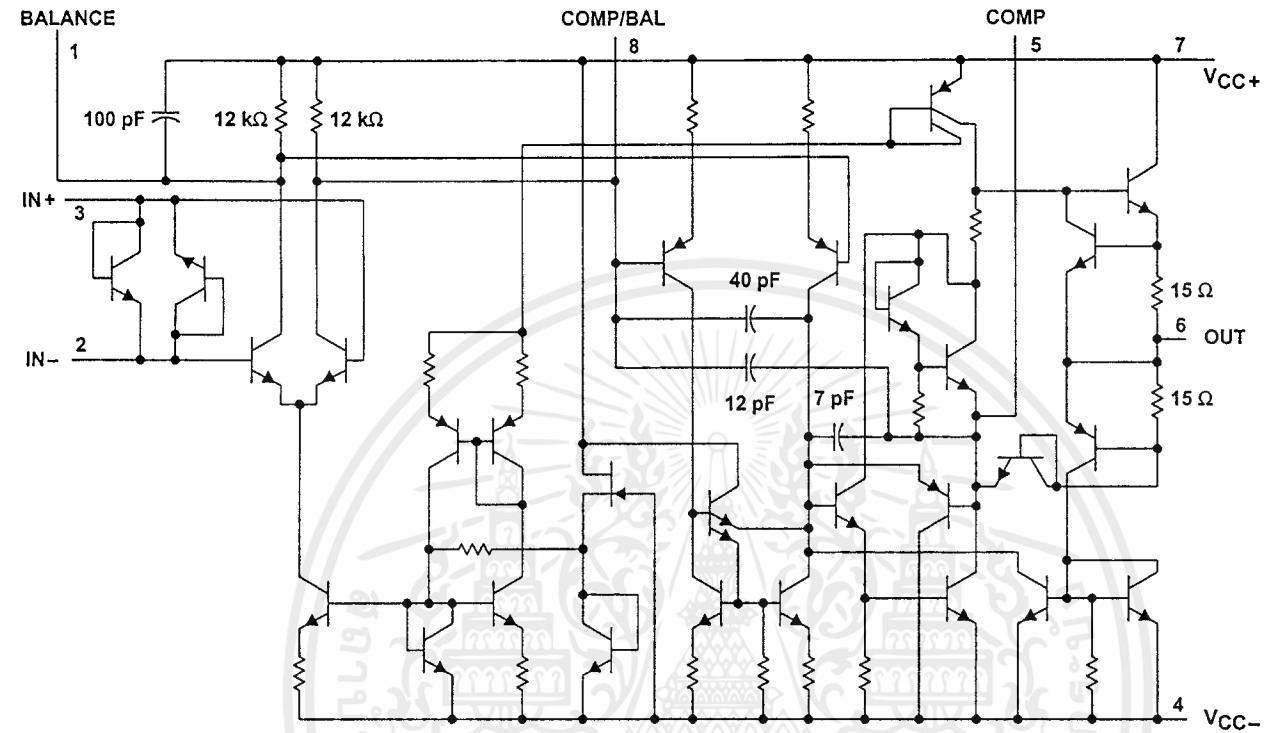 BALANCE
1
COMP/BAL
8
COMP
5
7
VCC+
100 pF
12 kΩ
12 kΩ
IN+
3
40 pF
15 Ω
6
OUT
IN−
2
12 pF
7 pF
15 Ω
4
VCC−